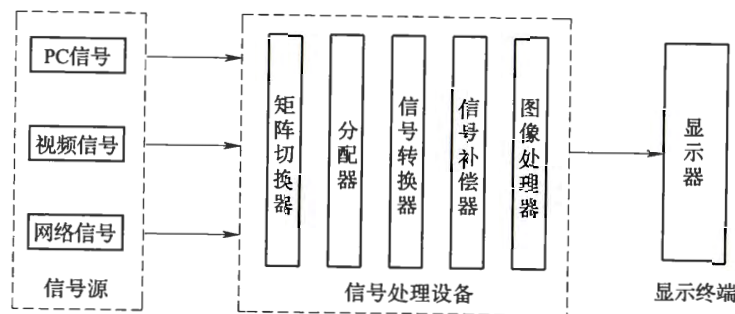 PC信号
视频信号
网络信号
信号源
矩阵切换器
分配器
信号转换器
信号补偿器
图像处理器
信号处理设备
显示器
显示终端